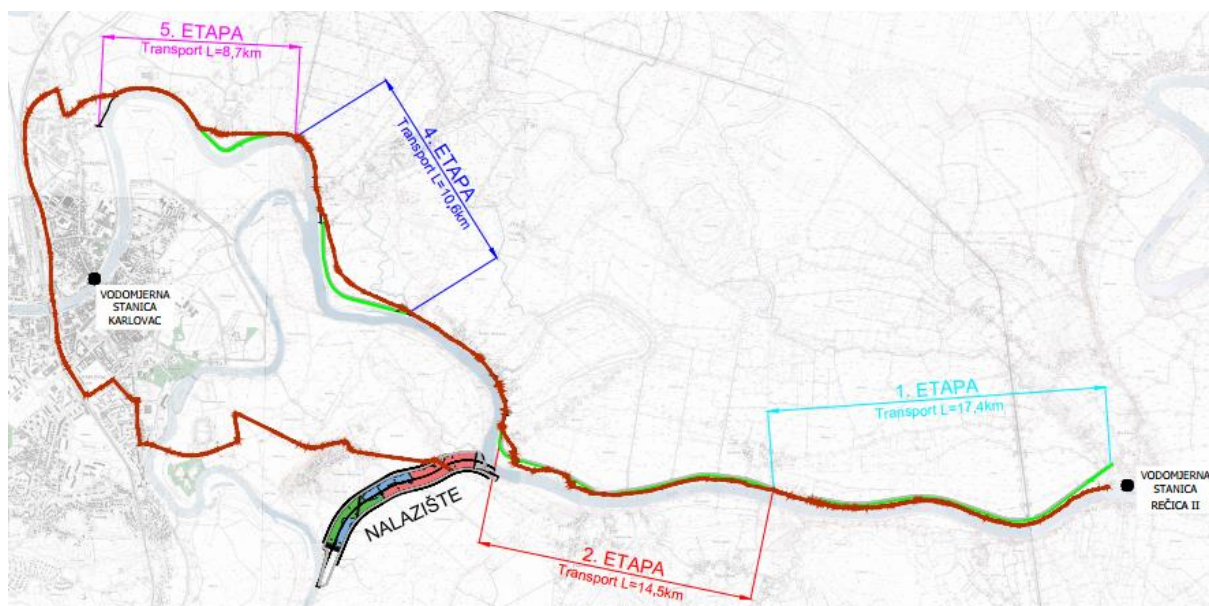 5. ETAPA
Transport L=8,7km
4. ETAPA
Transport L=10,6km
VODOMJERNA
STANICA
KARLOVAC
1. ETAPA
Transport L=17,4km
VODOMJERNA
STANICA
REČICA II
NALAZIŠTE
2. ETAPA
Transport L=14,5km